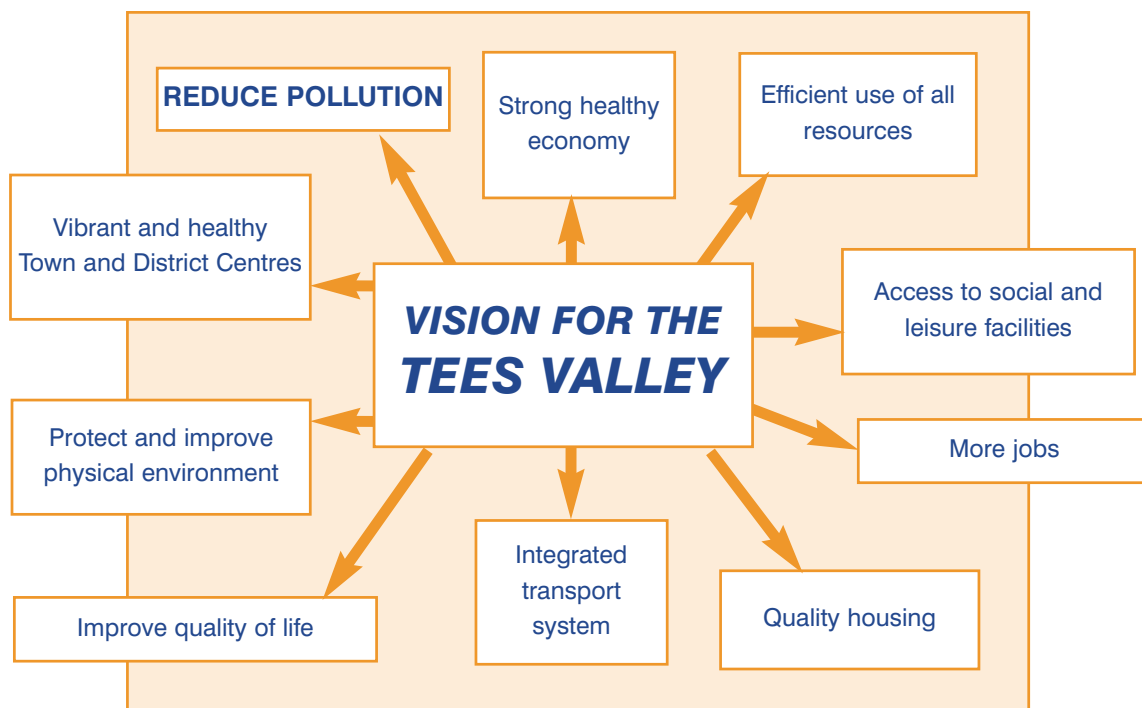 REDUCE POLLUTION
Strong healthy
economy
Efficient use of all
resources
Vibrant and healthy
Town and District Centres
VISION FOR THE
TEES VALLEY
Access to social and
leisure facilities
Protect and improve
physical environment
More jobs
Improve quality of life
Integrated
transport
system
Quality housing